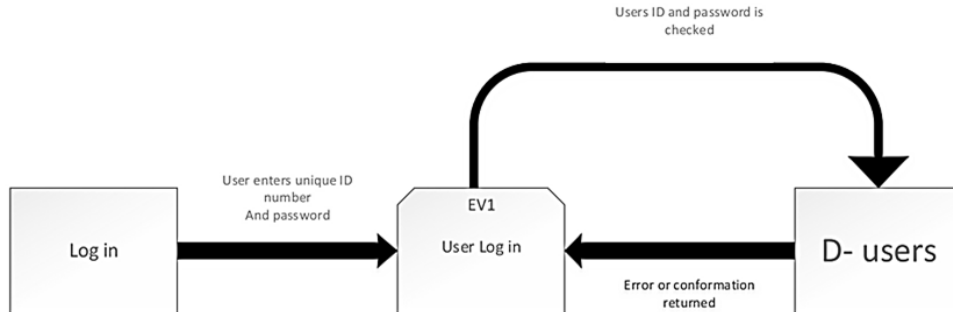 Users ID and password is
checked
User enters unique ID
number
And password
EV1
Log in
User Log in
D- users
Error or conformation
returned